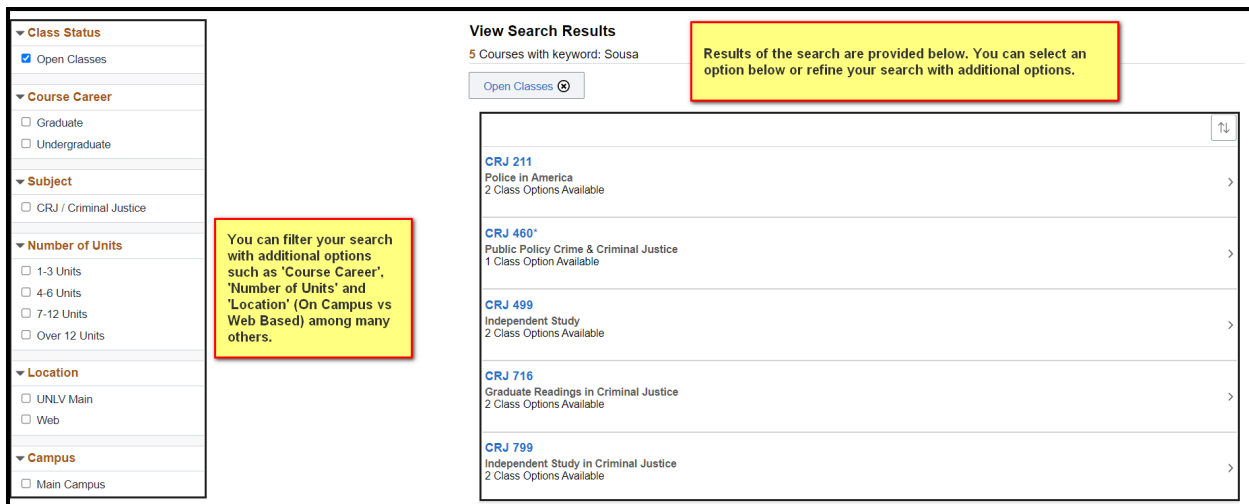 Class Status
Open Classes
Course Career
Graduate
Undergraduate
Subject
CRJ / Criminal Justice
Number of Units
1-3 Units
4-6 Units
7-12 Units
Over 12 Units
Location
UNLV Main
Web
Campus
Main Campus
You can filter your search
with additional options
such as 'Course Career',
'Number of Units' and
'Location' (On Campus vs
Web Based) among many
others.
View Search Results
5 Courses with keyword: Sousa
Results of the search are provided below. You can select an
option below or refine your search with additional options.
Open Classes
CRJ 211
Police in America
2 Class Options Available
CRJ 460*
Public Policy Crime & Criminal Justice
1 Class Option Available
CRJ 499
Independent Study
2 Class Options Available
CRJ 716
Graduate Readings in Criminal Justice
2 Class Options Available
CRJ 799
Independent Study in Criminal Justice
2 Class Options Available